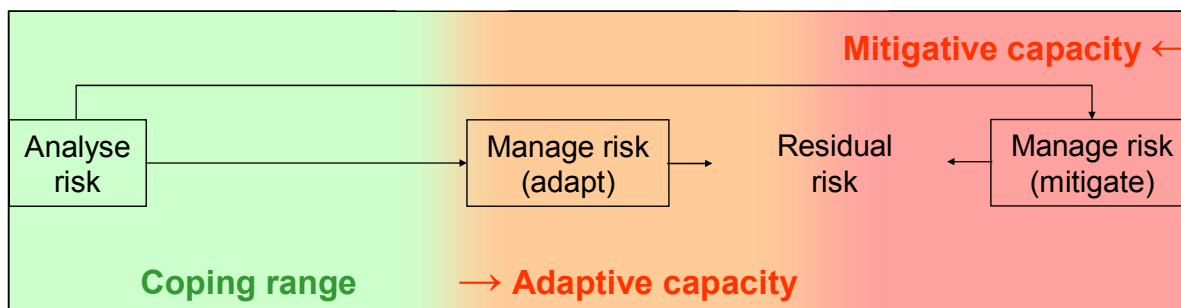 Mitigative capacity ←
Analyse
risk
Manage risk
(adapt)
Residual
risk
Manage risk
(mitigate)
Coping range
→ Adaptive capacity